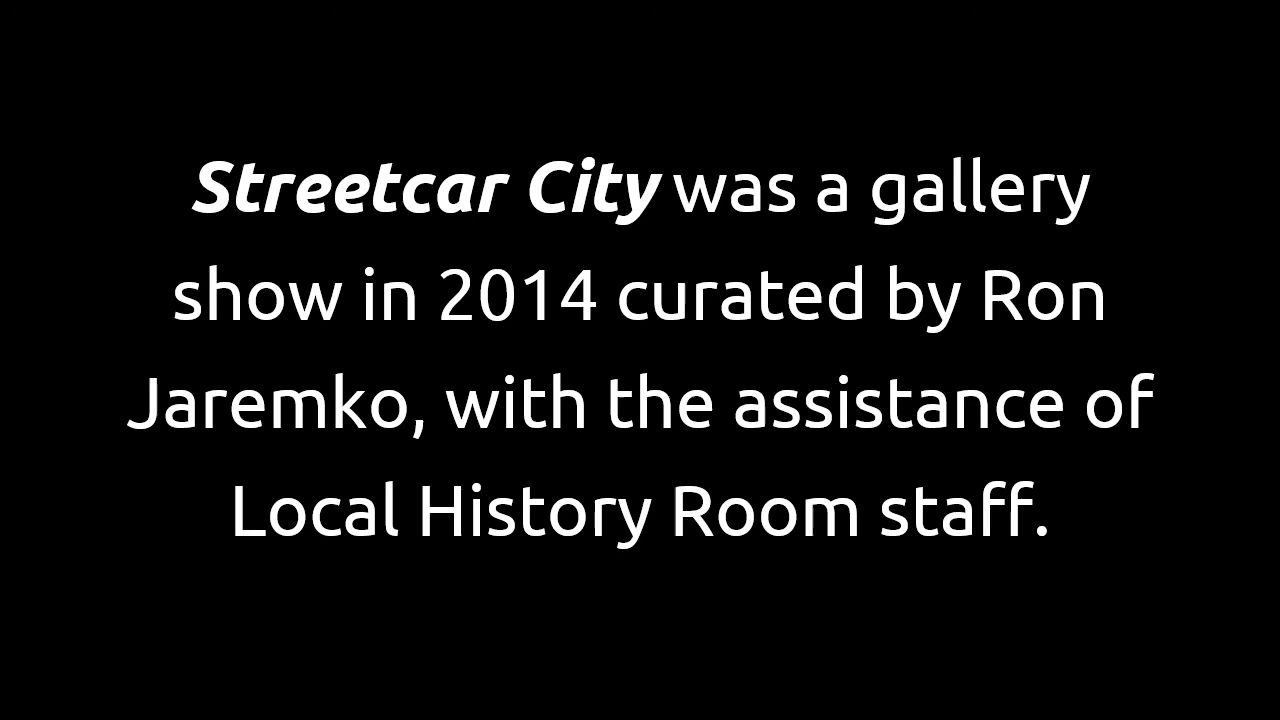 Streetcar City was a gallery
show in 2014 curated by Ron
Jaremko, with the assistance of
Local History Room staff.